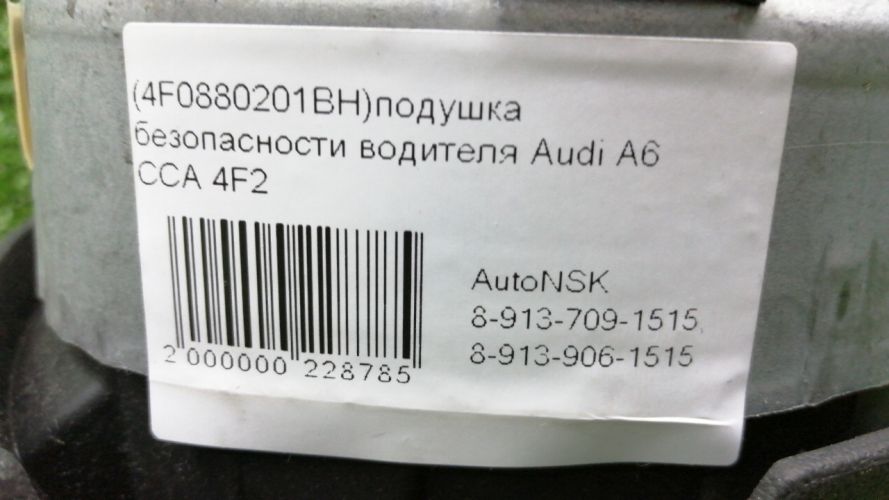 (4F0880201BH)подушка
безопасности водителя Audi A6
CCA 4F2
AutoNSK
8-913-709-1515,
8-913-906-1515
2 000000 228785